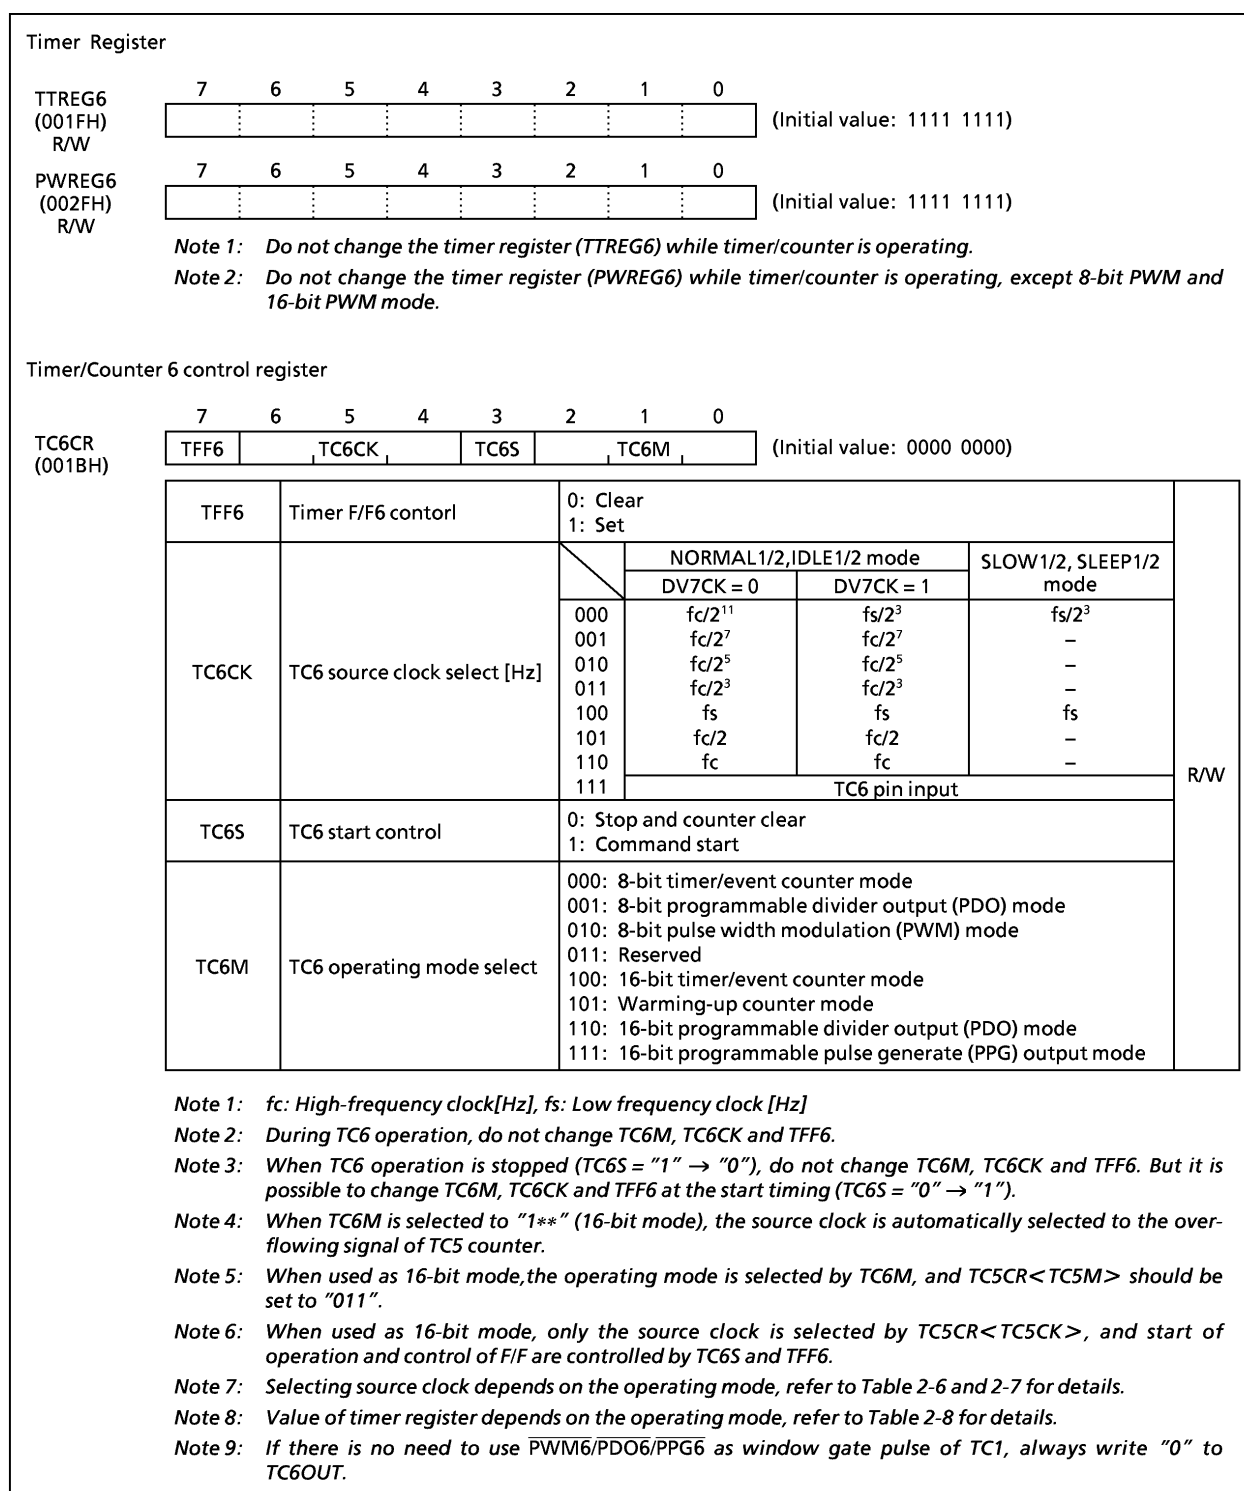 Timer Register
7 6 5 4 3 2 1 0
TTREG6
(001FH)
R/W
(Initial value: 1111 1111)
7 6 5 4 3 2 1 0
PWREG6
(002FH)
R/W
(Initial value: 1111 1111)
Note 1: Do not change the timer register (TTREG6) while timer/counter is operating.
Note 2: Do not change the timer register (PWREG6) while timer/counter is operating, except 8-bit PWM and
16-bit PWM mode.
Timer/Counter 6 control register
7 6 5 4 3 2 1 0
TC6CR
(001BH)
TFF6 TC6CK TC6S TC6M (Initial value: 0000 0000)
TFF6 Timer F/F6 contorl
0: Clear
1: Set
TC6CK TC6 source clock select [Hz]
NORMAL1/2,IDLE1/2 mode SLOW1/2, SLEEP1/2 mode
DV7CK = 0 DV7CK = 1
000 fc/2¹¹ fs/2³ fs/2³
001 fc/2⁷ fc/2⁷ –
010 fc/2⁵ fc/2⁵ –
011 fc/2³ fc/2³ –
100 fs fs fs
101 fc/2 fc/2 –
110 fc fc –
111 TC6 pin input
R/W
TC6S TC6 start control
0: Stop and counter clear
1: Command start
TC6M TC6 operating mode select
000: 8-bit timer/event counter mode
001: 8-bit programmable divider output (PDO) mode
010: 8-bit pulse width modulation (PWM) mode
011: Reserved
100: 16-bit timer/event counter mode
101: Warming-up counter mode
110: 16-bit programmable divider output (PDO) mode
111: 16-bit programmable pulse generate (PPG) output mode
Note 1: fc: High-frequency clock[Hz], fs: Low frequency clock [Hz]
Note 2: During TC6 operation, do not change TC6M, TC6CK and TFF6.
Note 3: When TC6 operation is stopped (TC6S = "1" → "0"), do not change TC6M, TC6CK and TFF6. But it is
possible to change TC6M, TC6CK and TFF6 at the start timing (TC6S = "0" → "1").
Note 4: When TC6M is selected to "1**" (16-bit mode), the source clock is automatically selected to the over-
flowing signal of TC5 counter.
Note 5: When used as 16-bit mode,the operating mode is selected by TC6M, and TC5CR<TC5M> should be
set to "011".
Note 6: When used as 16-bit mode, only the source clock is selected by TC5CR<TC5CK>, and start of
operation and control of F/F are controlled by TC6S and TFF6.
Note 7: Selecting source clock depends on the operating mode, refer to Table 2-6 and 2-7 for details.
Note 8: Value of timer register depends on the operating mode, refer to Table 2-8 for details.
Note 9: If there is no need to use PWM6/PDO6/PPG6 as window gate pulse of TC1, always write "0" to
TC6OUT.